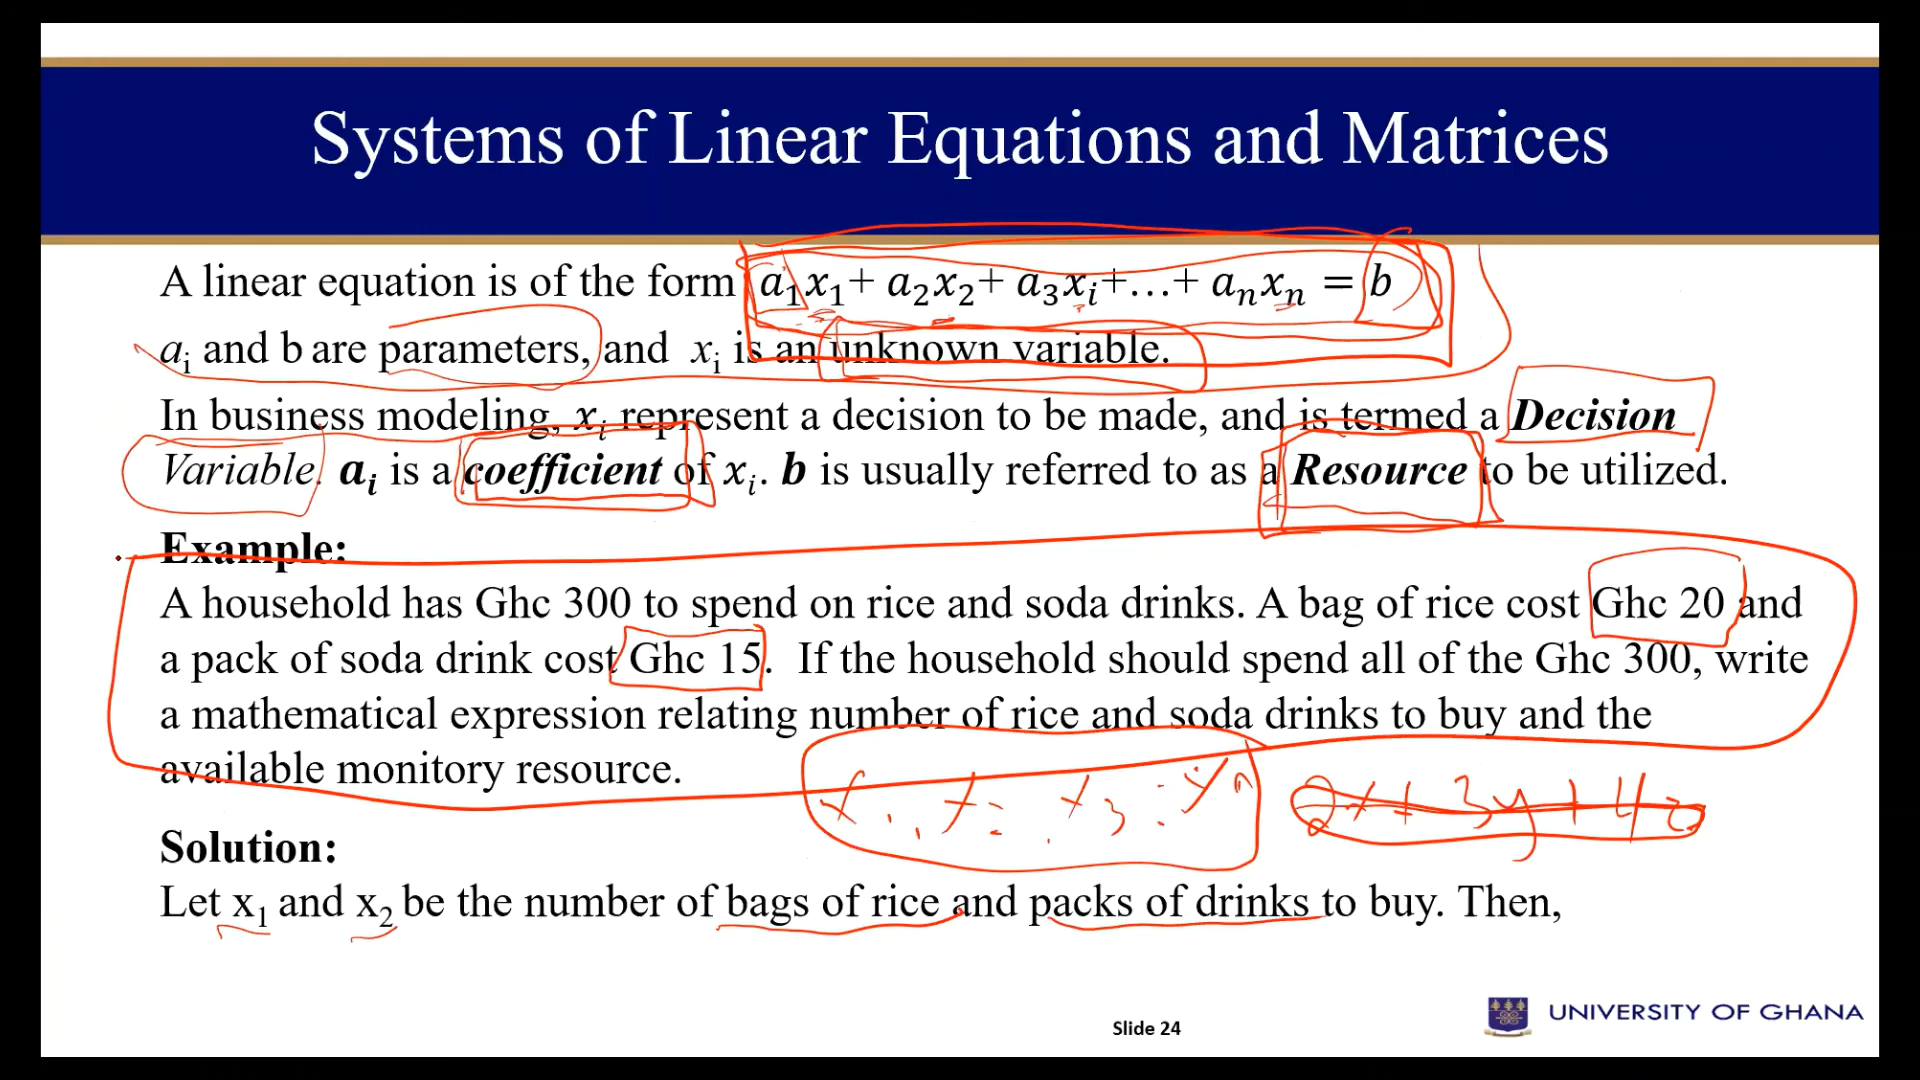 Systems of Linear Equations and Matrices
A linear equation is of the form a₁x₁+ a₂x₂+ a₃xᵢ+…+ aₙxₙ = b
aᵢ and b are parameters, and xᵢ is an unknown variable.
In business modeling, xᵢ represent a decision to be made, and is termed a Decision
Variable. aᵢ is a coefficient of xᵢ. b is usually referred to as a Resource to be utilized.
Example:
A household has Ghc 300 to spend on rice and soda drinks. A bag of rice cost Ghc 20 and
a pack of soda drink cost Ghc 15. If the household should spend all of the Ghc 300, write
a mathematical expression relating number of rice and soda drinks to buy and the
available monitory resource.
2x+3y+4z
Solution:
Let x₁ and x₂ be the number of bags of rice and packs of drinks to buy. Then,
Slide 24
UNIVERSITY OF GHANA